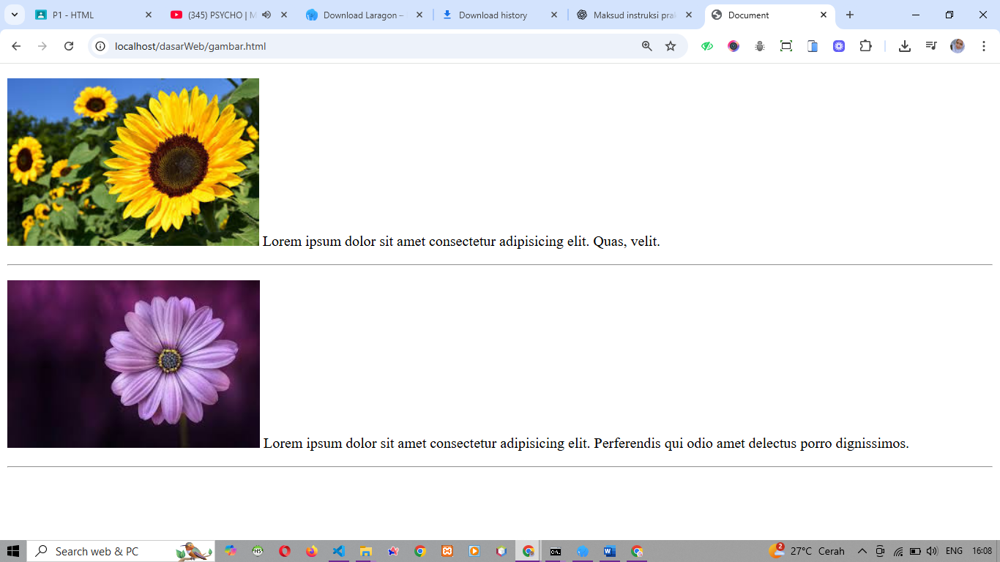 P1 - HTML
(345) PSYCHO | M
Download Laragon –
Download history
Maksud instruksi prak
Document
localhost/dasarWeb/gambar.html
Lorem ipsum dolor sit amet consectetur adipisicing elit. Quas, velit.
Lorem ipsum dolor sit amet consectetur adipisicing elit. Perferendis qui odio amet delectus porro dignissimos.
Search web & PC
HS
C:\.
W
2
27°C Cerah
ENG
16:08